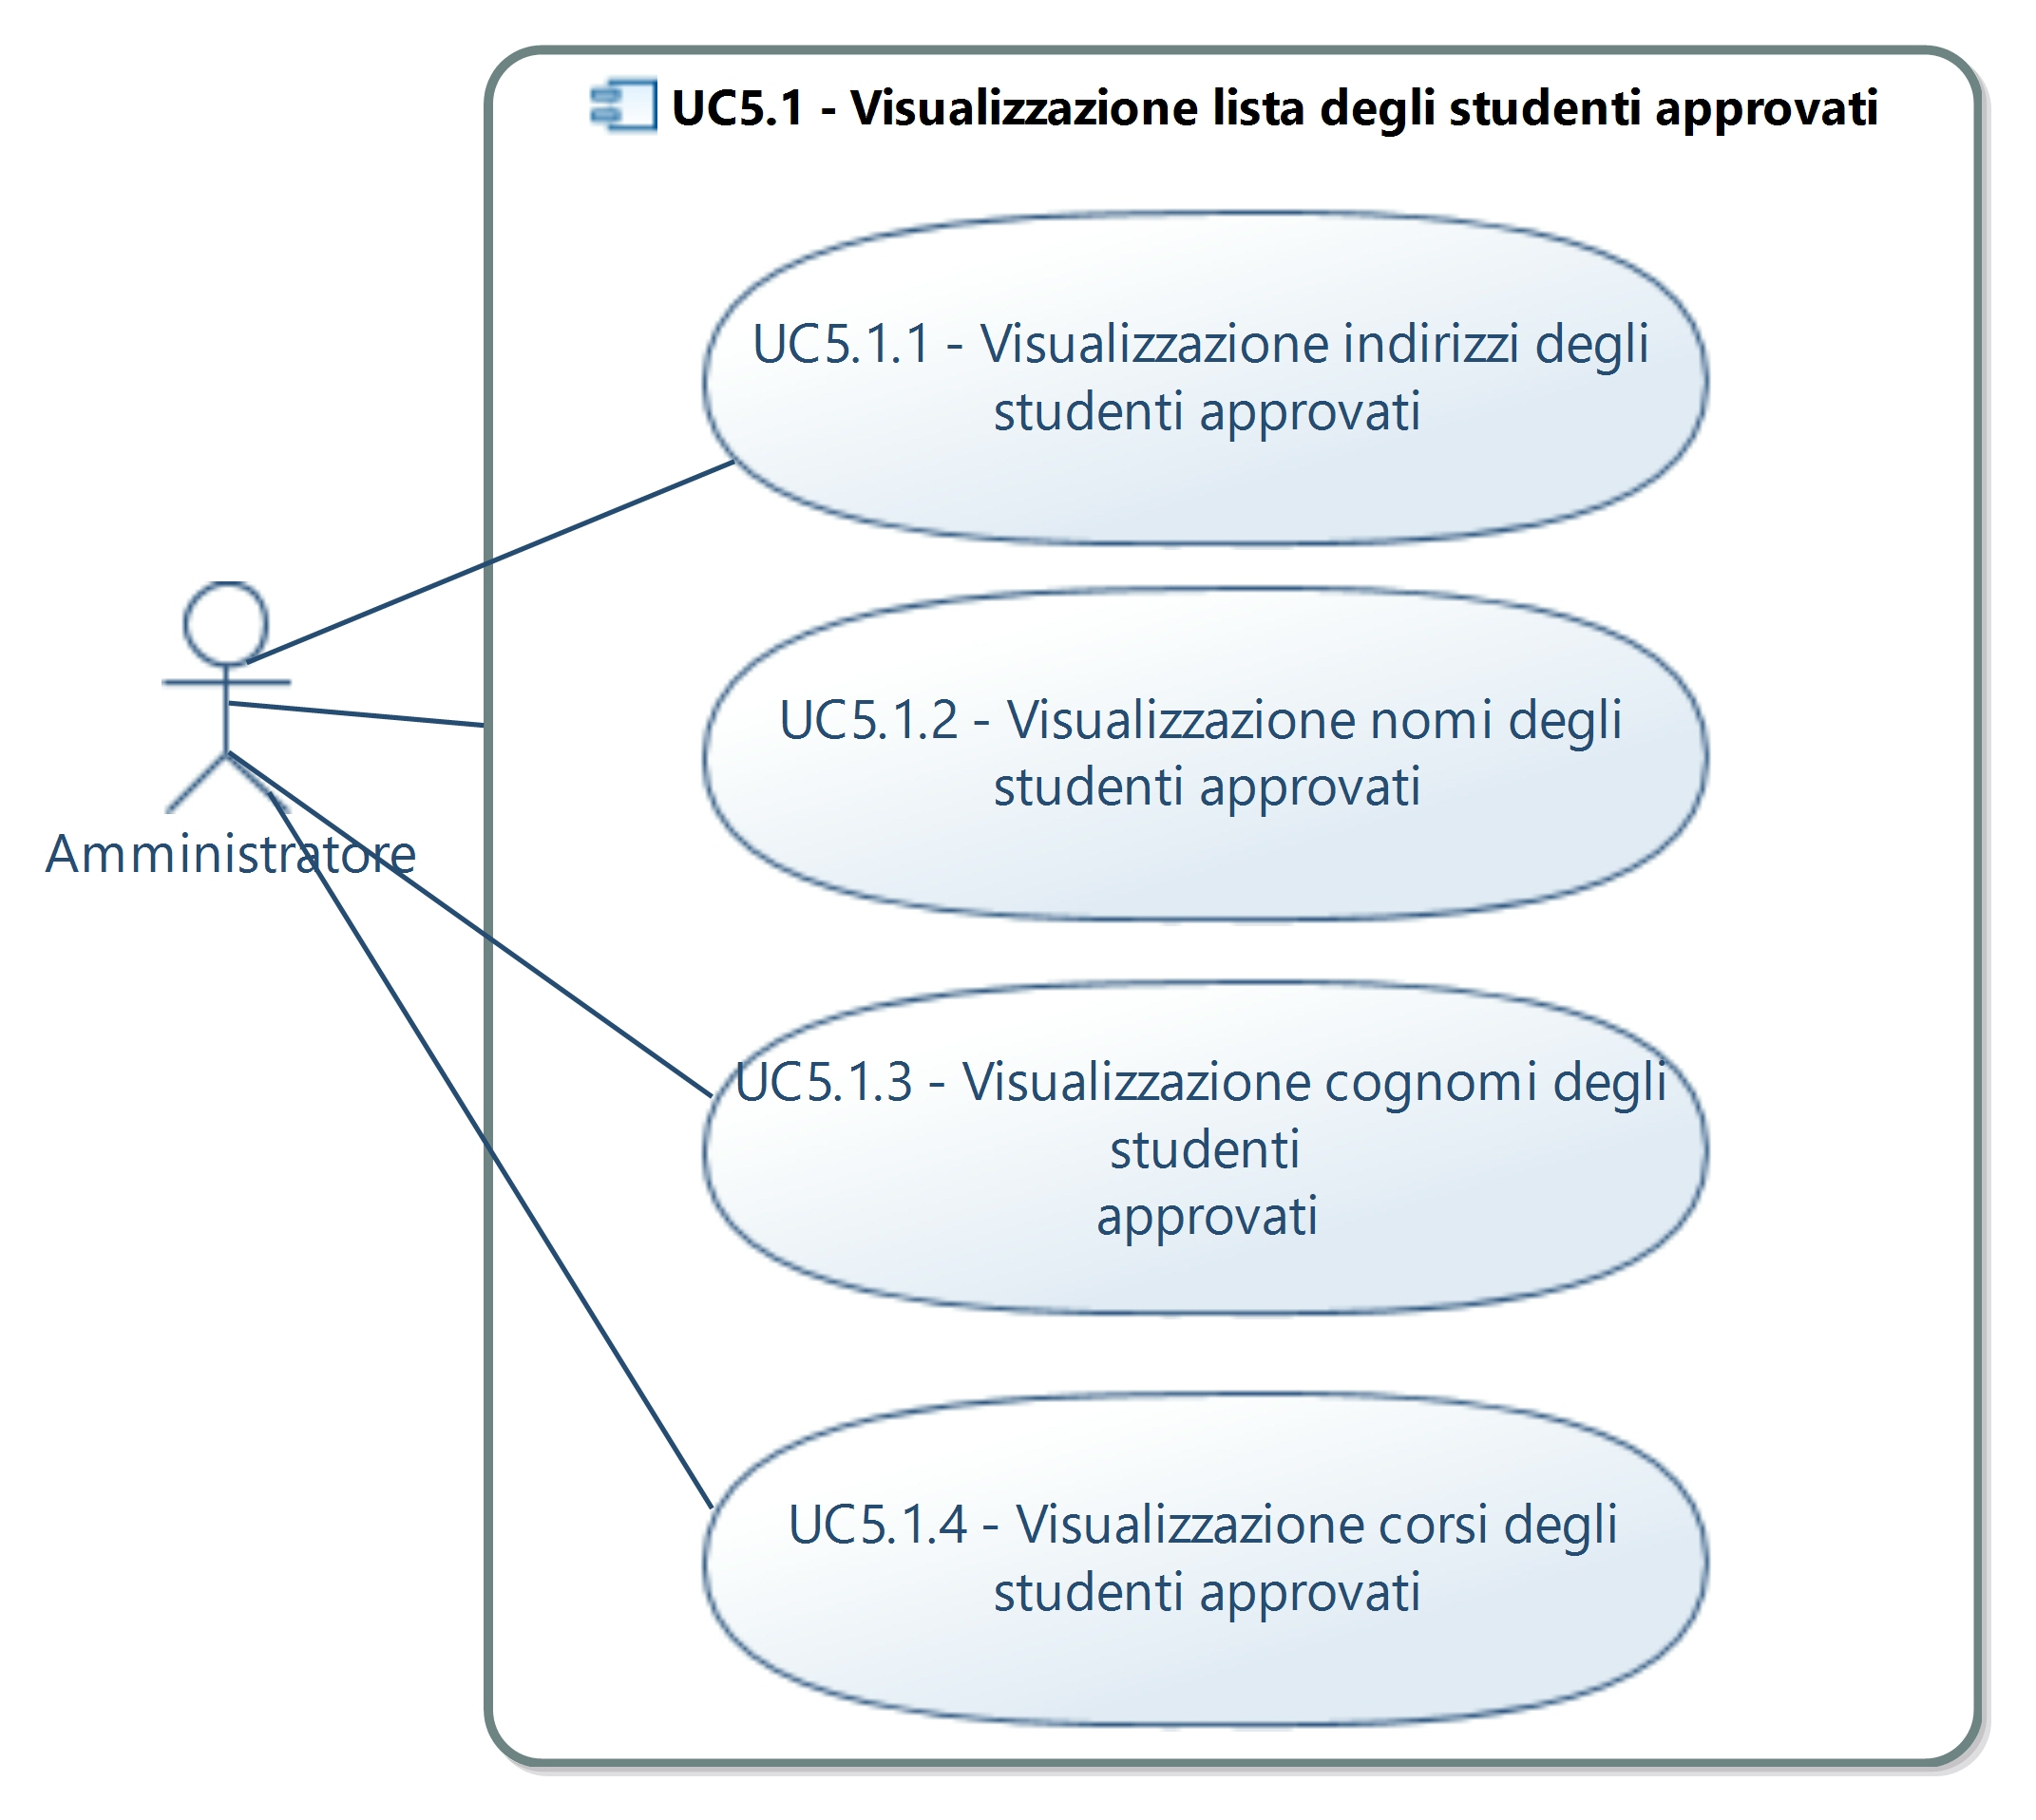 UC5.1 - Visualizzazione lista degli studenti approvati
UC5.1.1 - Visualizzazione indirizzi degli
studenti approvati
UC5.1.2 - Visualizzazione nomi degli
studenti approvati
Amministratore
UC5.1.3 - Visualizzazione cognomi degli
studenti
approvati
UC5.1.4 - Visualizzazione corsi degli
studenti approvati